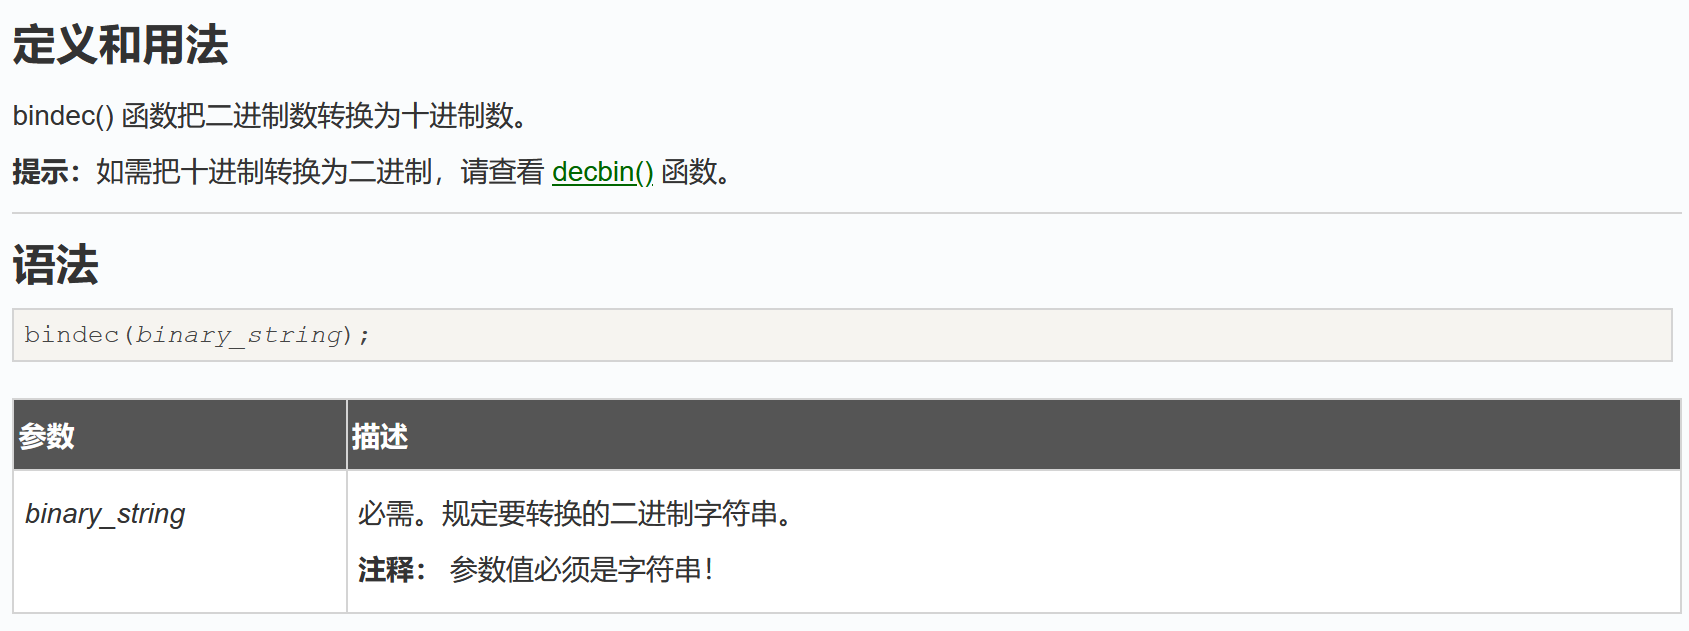 定义和用法
bindec() 函数把二进制数转换为十进制数。
提示：如需把十进制转换为二进制，请查看 decbin() 函数。
语法
bindec(binary_string);
参数 描述
binary_string 必需。规定要转换的二进制字符串。
注释： 参数值必须是字符串！